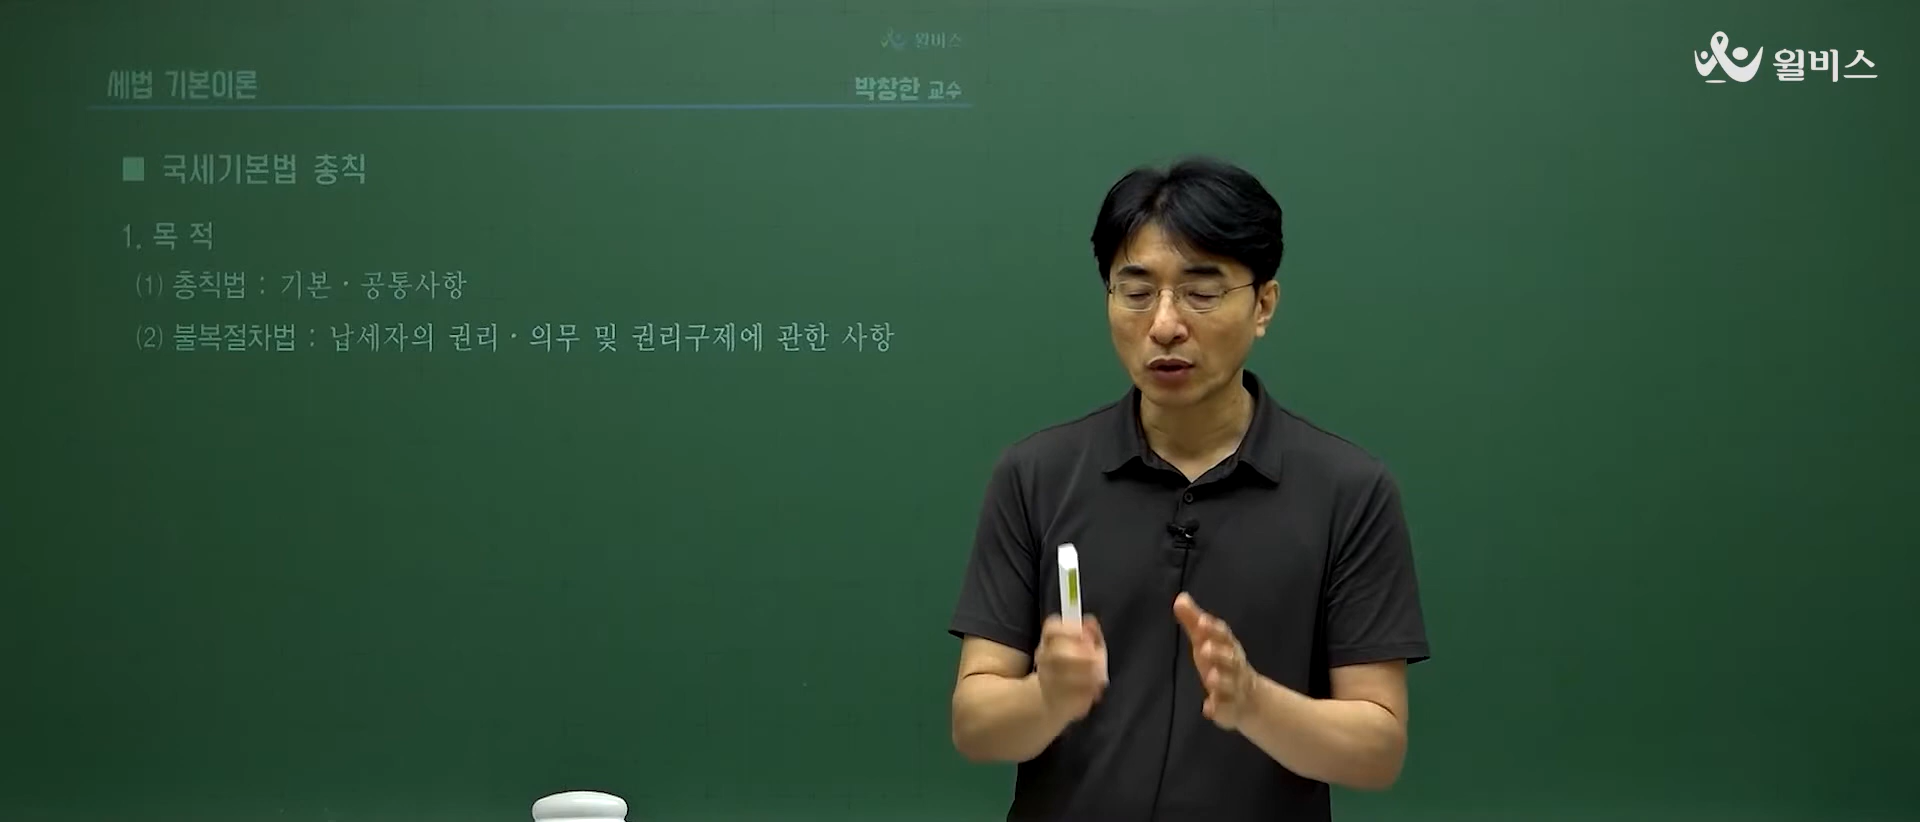 윌비스
윌비스
세법 기본이론
박창한 교수
■ 국세기본법 총칙
1. 목 적
(1) 총칙법 : 기본·공통사항
(2) 불복절차법 : 납세자의 권리·의무 및 권리구제에 관한 사항